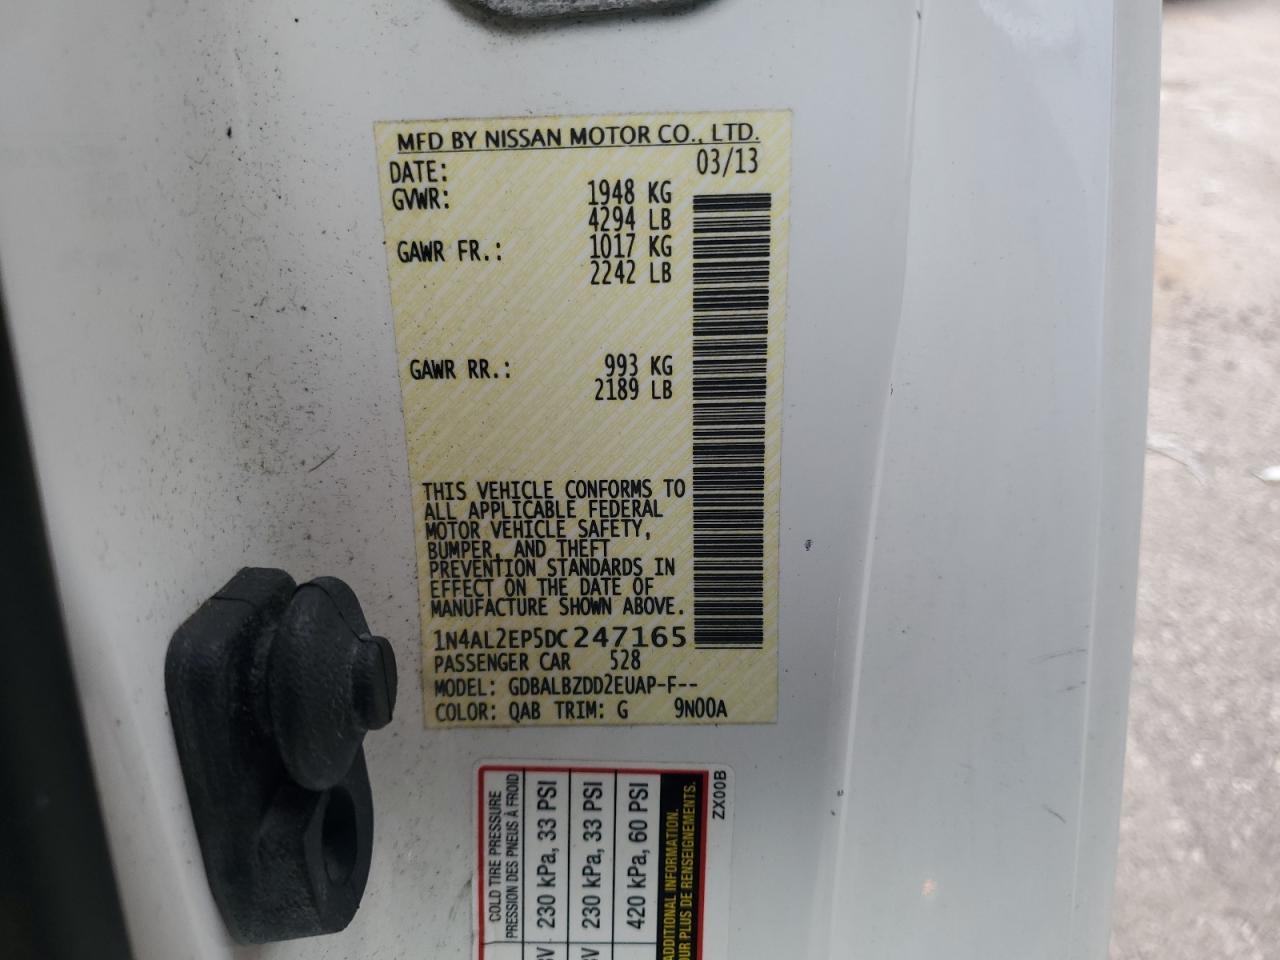 MFD BY NISSAN MOTOR CO., LTD.
DATE: 03/13
GVWR: 1948 KG
4294 LB
GAWR FR.: 1017 KG
2242 LB
GAWR RR.: 993 KG
2189 LB
THIS VEHICLE CONFORMS TO
ALL APPLICABLE FEDERAL
MOTOR VEHICLE SAFETY,
BUMPER, AND THEFT
PREVENTION STANDARDS IN
EFFECT ON THE DATE OF
MANUFACTURE SHOWN ABOVE.
1N4AL2EP5DC247165
PASSENGER CAR 528
MODEL: GDBALBZDD2EUAP-F--
COLOR: QAB TRIM: G 9N00A
COLD TIRE PRESSURE
PRESSION DES PNEUS À FROID
230 kPa, 33 PSI
230 kPa, 33 PSI
420 kPa, 60 PSI
ADDITIONAL INFORMATION.
PLUS DE RENSEIGNEMENTS.
ZX00B